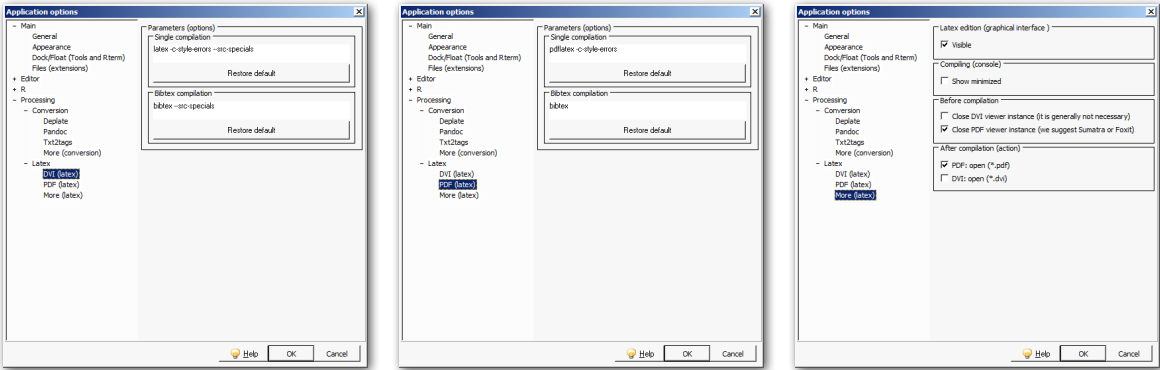 Application options
- Main
General
Appearance
Dock/Float (Tools and Rterm)
Files (extensions)
+ Editor
+ R
- Processing
- Conversion
Deplate
Pandoc
Txt2tags
More (conversion)
- Latex
DVI (latex)
PDF (latex)
More (latex)
Parameters (options)
Single compilation
latex -c-style-errors --src-specials
Restore default
Bibtex compilation
bibtex --src-specials
Restore default
Help
OK
Cancel
Application options
- Main
General
Appearance
Dock/Float (Tools and Rterm)
Files (extensions)
+ Editor
+ R
- Processing
- Conversion
Deplate
Pandoc
Txt2tags
More (conversion)
- Latex
DVI (latex)
PDF (latex)
More (latex)
Parameters (options)
Single compilation
pdflatex -c-style-errors
Restore default
Bibtex compilation
bibtex
Restore default
Help
OK
Cancel
Application options
- Main
General
Appearance
Dock/Float (Tools and Rterm)
Files (extensions)
+ Editor
+ R
- Processing
- Conversion
Deplate
Pandoc
Txt2tags
More (conversion)
- Latex
DVI (latex)
PDF (latex)
More (latex)
Latex edition (graphical interface )
Visible
Compiling (console)
Show minimized
Before compilation
Close DVI viewer instance (it is generally not necessary)
Close PDF viewer instance (we suggest Sumatra or Foxit)
After compilation (action)
PDF: open (*.pdf)
DVI: open (*.dvi)
Help
OK
Cancel